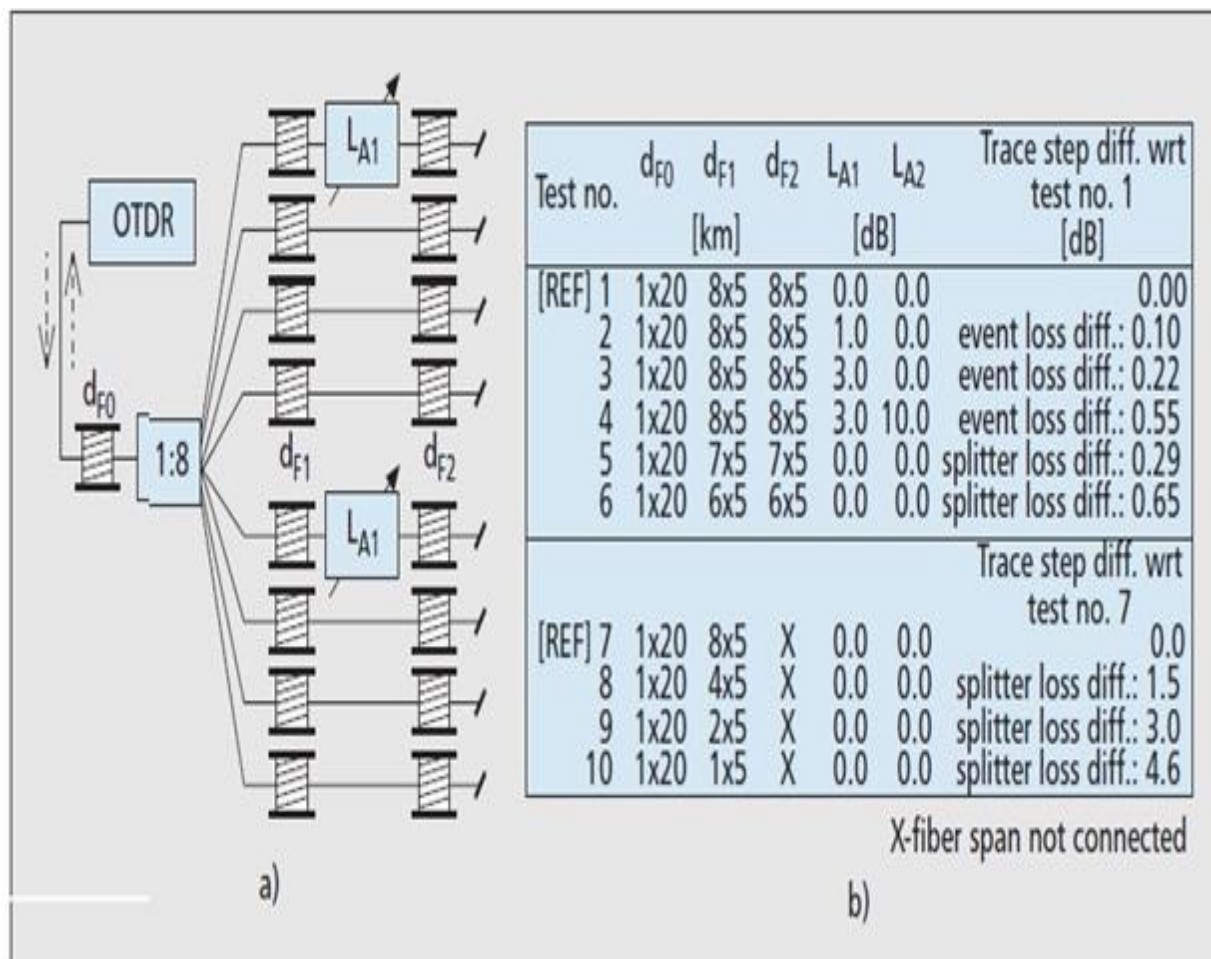 OTDR
d_F0
1:8
L_A1
d_F1
d_F2
L_A1
a)
Test no. d_F0 d_F1 d_F2 L_A1 L_A2 Trace step diff. wrt
test no. 1
[km] [dB] [dB]
[REF] 1 1x20 8x5 8x5 0.0 0.0 0.00
2 1x20 8x5 8x5 1.0 0.0 event loss diff.: 0.10
3 1x20 8x5 8x5 3.0 0.0 event loss diff.: 0.22
4 1x20 8x5 8x5 3.0 10.0 event loss diff.: 0.55
5 1x20 7x5 7x5 0.0 0.0 splitter loss diff.: 0.29
6 1x20 6x5 6x5 0.0 0.0 splitter loss diff.: 0.65
Trace step diff. wrt
test no. 7
[REF] 7 1x20 8x5 X 0.0 0.0 0.0
8 1x20 4x5 X 0.0 0.0 splitter loss diff.: 1.5
9 1x20 2x5 X 0.0 0.0 splitter loss diff.: 3.0
10 1x20 1x5 X 0.0 0.0 splitter loss diff.: 4.6
X-fiber span not connected
b)